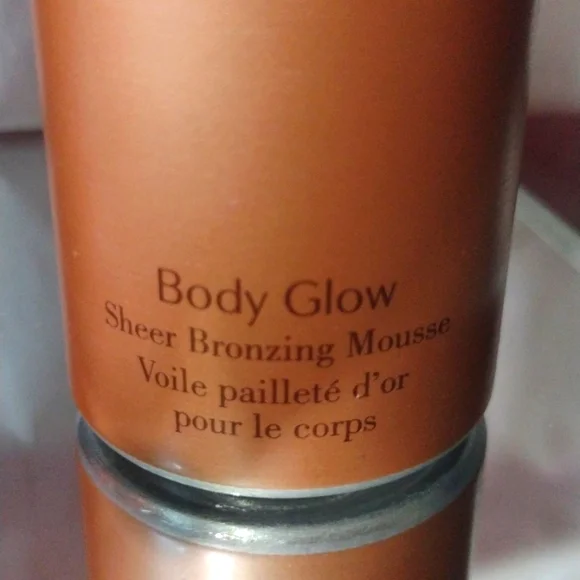 Body Glow
Sheer Bronzing Mousse
Voile pailleté d'or
pour le corps